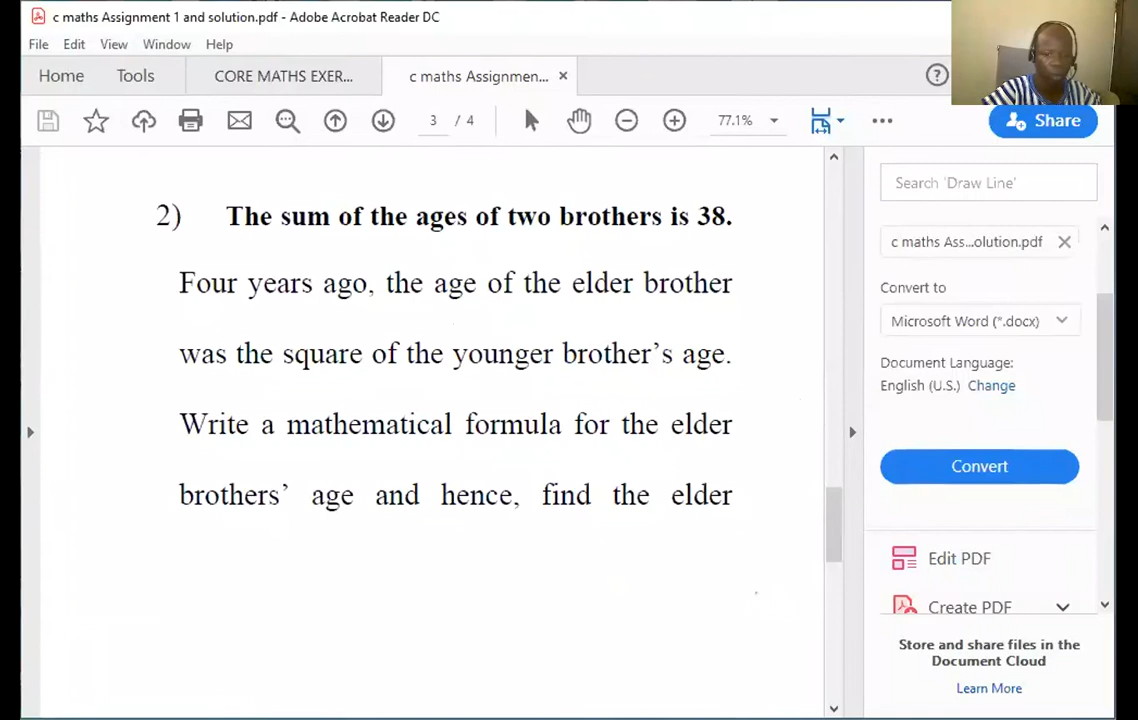 c maths Assignment 1 and solution.pdf - Adobe Acrobat Reader DC
File Edit View Window Help
Home Tools CORE MATHS EXER... c maths Assignmen... ×
3 / 4 77.1% Share
2) The sum of the ages of two brothers is 38.
Four years ago, the age of the elder brother
was the square of the younger brother's age.
Write a mathematical formula for the elder
brothers' age and hence, find the elder
Search 'Draw Line'
c maths Ass...olution.pdf
Convert to
Microsoft Word (*.docx)
Document Language:
English (U.S.) Change
Convert
Edit PDF
Create PDF
Store and share files in the
Document Cloud
Learn More